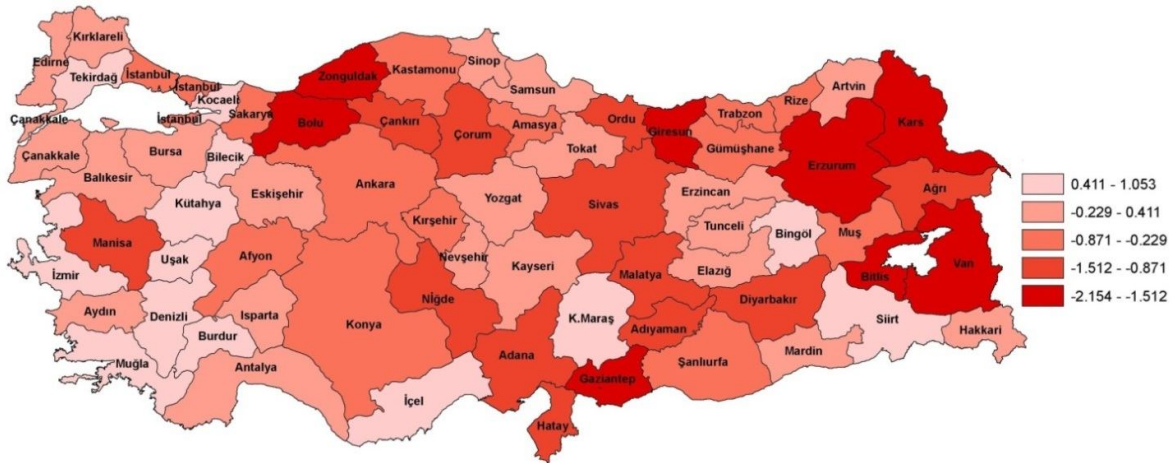 Kırklareli
Edirne
Tekirdağ
İstanbul
İstanbul
Kocaeli
Sakarya
Zonguldak
Kastamonu
Sinop
Samsun
Artvin
Rize
Trabzon
Kars
Çanakkale
İstanbul
Bolu
Çankırı
Çorum
Amasya
Ordu
Giresun
Gümüşhane
Erzurum
Çanakkale
Bursa
Bilecik
Tokat
Balıkesir
Eskişehir
Ankara
Yozgat
Sivas
Erzincan
Ağrı
Kütahya
Kırşehir
Tunceli
Bingöl
Muş
Manisa
Uşak
Afyon
Nevşehir
Kayseri
Malatya
Elazığ
Bitlis
Van
İzmir
Niğde
Diyarbakır
Aydın
Denizli
Isparta
Konya
K.Maraş
Adıyaman
Siirt
Hakkari
Burdur
Adana
Şanlıurfa
Mardin
Muğla
Antalya
Gaziantep
İçel
Hatay
0.411 - 1.053
-0.229 - 0.411
-0.871 - -0.229
-1.512 - -0.871
-2.154 - -1.512